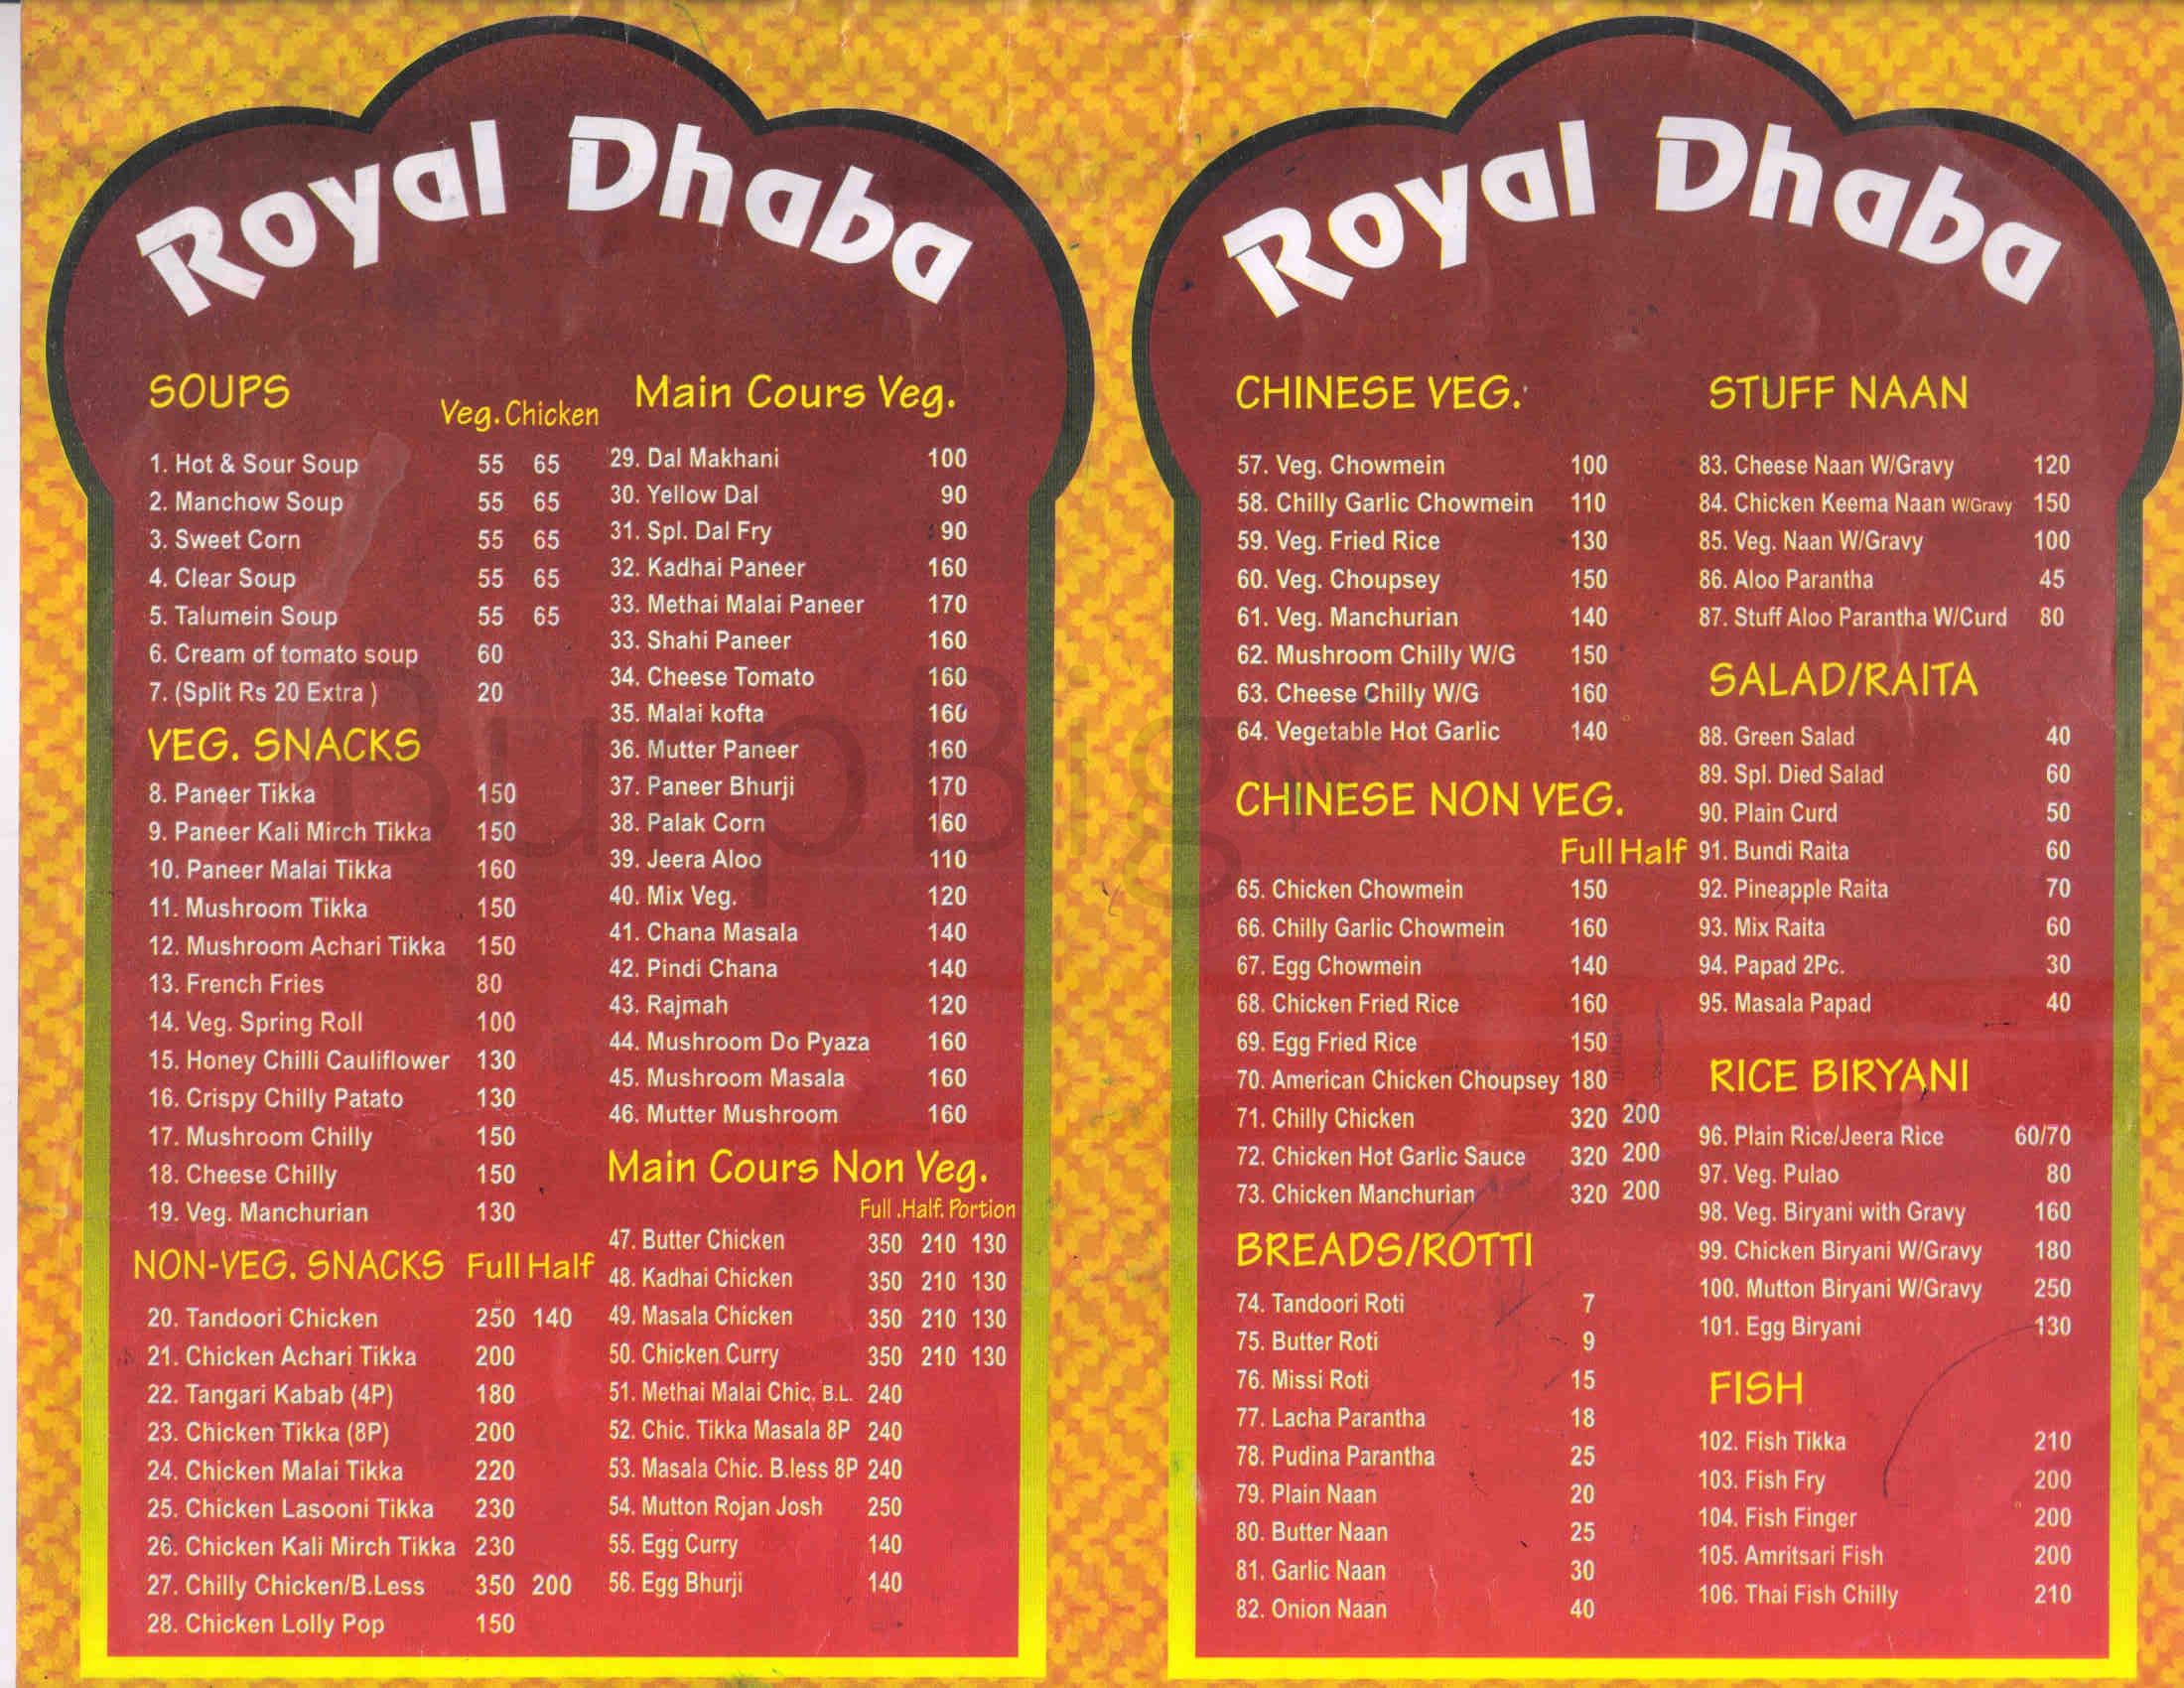 Royal Dhaba
SOUPS
Veg. Chicken
1. Hot & Sour Soup 55 65
2. Manchow Soup 55 65
3. Sweet Corn 55 65
4. Clear Soup 55 65
5. Talumein Soup 55 65
6. Cream of tomato soup 60
7. (Split Rs 20 Extra ) 20
VEG. SNACKS
8. Paneer Tikka 150
9. Paneer Kali Mirch Tikka 150
10. Paneer Malai Tikka 160
11. Mushroom Tikka 150
12. Mushroom Achari Tikka 150
13. French Fries 80
14. Veg. Spring Roll 100
15. Honey Chilli Cauliflower 130
16. Crispy Chilly Patato 130
17. Mushroom Chilly 150
18. Cheese Chilly 150
19. Veg. Manchurian 130
NON-VEG. SNACKS Full Half
20. Tandoori Chicken 250 140
21. Chicken Achari Tikka 200
22. Tangari Kabab (4P) 180
23. Chicken Tikka (8P) 200
24. Chicken Malai Tikka 220
25. Chicken Lasooni Tikka 230
26. Chicken Kali Mirch Tikka 230
27. Chilly Chicken/B.Less 350 200
28. Chicken Lolly Pop 150
Main Cours Veg.
29. Dal Makhani 100
30. Yellow Dal 90
31. Spl. Dal Fry 90
32. Kadhai Paneer 160
33. Methai Malai Paneer 170
33. Shahi Paneer 160
34. Cheese Tomato 160
35. Malai kofta 160
36. Mutter Paneer 160
37. Paneer Bhurji 170
38. Palak Corn 160
39. Jeera Aloo 110
40. Mix Veg. 120
41. Chana Masala 140
42. Pindi Chana 140
43. Rajmah 120
44. Mushroom Do Pyaza 160
45. Mushroom Masala 160
46. Mutter Mushroom 160
Main Cours Non Veg.
Full .Half. Portion
47. Butter Chicken 350 210 130
48. Kadhai Chicken 350 210 130
49. Masala Chicken 350 210 130
50. Chicken Curry 350 210 130
51. Methai Malai Chic. B.L. 240
52. Chic. Tikka Masala 8P 240
53. Masala Chic. B.less 8P 240
54. Mutton Rojan Josh 250
55. Egg Curry 140
56. Egg Bhurji 140
Royal Dhaba
CHINESE VEG.
57. Veg. Chowmein 100
58. Chilly Garlic Chowmein 110
59. Veg. Fried Rice 130
60. Veg. Choupsey 150
61. Veg. Manchurian 140
62. Mushroom Chilly W/G 150
63. Cheese Chilly W/G 160
64. Vegetable Hot Garlic 140
CHINESE NON VEG.
Full Half
65. Chicken Chowmein 150
66. Chilly Garlic Chowmein 160
67. Egg Chowmein 140
68. Chicken Fried Rice 160
69. Egg Fried Rice 150
70. American Chicken Choupsey 180
71. Chilly Chicken 320 200
72. Chicken Hot Garlic Sauce 320 200
73. Chicken Manchurian 320 200
BREADS/ROTTI
74. Tandoori Roti 7
75. Butter Roti 9
76. Missi Roti 15
77. Lacha Parantha 18
78. Pudina Parantha 25
79. Plain Naan 20
80. Butter Naan 25
81. Garlic Naan 30
82. Onion Naan 40
STUFF NAAN
83. Cheese Naan W/Gravy 120
84. Chicken Keema Naan W/Gravy 150
85. Veg. Naan W/Gravy 100
86. Aloo Parantha 45
87. Stuff Aloo Parantha W/Curd 80
SALAD/RAITA
88. Green Salad 40
89. Spl. Died Salad 60
90. Plain Curd 50
91. Bundi Raita 60
92. Pineapple Raita 70
93. Mix Raita 60
94. Papad 2Pc. 30
95. Masala Papad 40
RICE BIRYANI
96. Plain Rice/Jeera Rice 60/70
97. Veg. Pulao 80
98. Veg. Biryani with Gravy 160
99. Chicken Biryani W/Gravy 180
100. Mutton Biryani W/Gravy 250
101. Egg Biryani 130
FISH
102. Fish Tikka 210
103. Fish Fry 200
104. Fish Finger 200
105. Amritsari Fish 200
106. Thai Fish Chilly 210
BurpBig